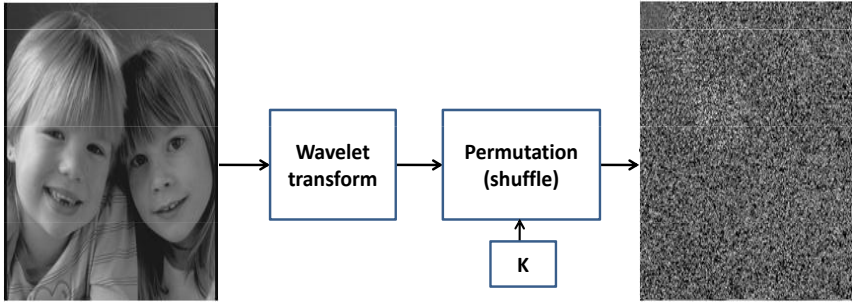 Wavelet
transform
Permutation
(shuffle)
K